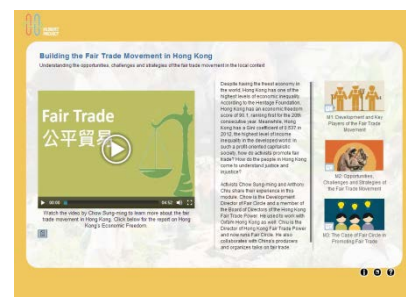 Building the Fair Trade Movement in Hong Kong
Understanding the opportunities, challenges and strategies of the fair trade movement in the local context
Fair Trade
公平貿易
00:00
04:52
Watch the video by Chow Sung-ming to learn more about the fair
trade movement in Hong Kong. Click below for the report on Hong
Kong's Economic Freedom.
Despite having the freest economy in
the world, Hong Kong has one of the
highest levels of economic inequality.
According to the Heritage Foundation,
Hong Kong has an economic freedom
score of 90.1, ranking first for the 20th
consecutive year. Meanwhile, Hong
Kong has a Gini coefficient of 0.537 in
2012, the highest level of income
inequality in the developed world. In
such a profit-oriented capitalistic
society, how do activists promote fair
trade? How do the people in Hong Kong
come to understand justice and
injustice?
Activists Chow Sung-ming and Anthony
Chiu share their experience in this
module. Chow is the Development
Director of Fair Circle and a member of
the Board of Directors of the Hong Kong
Fair Trade Power. He used to work with
Oxfam Hong Kong as well. Chiu is the
Director of Hong Kong Fair Trade Power
and now runs Fair Circle. He also
collaborated with China's producers
and organizes talks on fair trade.
M1: Development and Key
Players of the Fair Trade
Movement
M2: Opportunities,
Challenges and Strategies of
the Fair Trade Movement
M3: The Case of Fair Circle in
Promoting Fair Trade